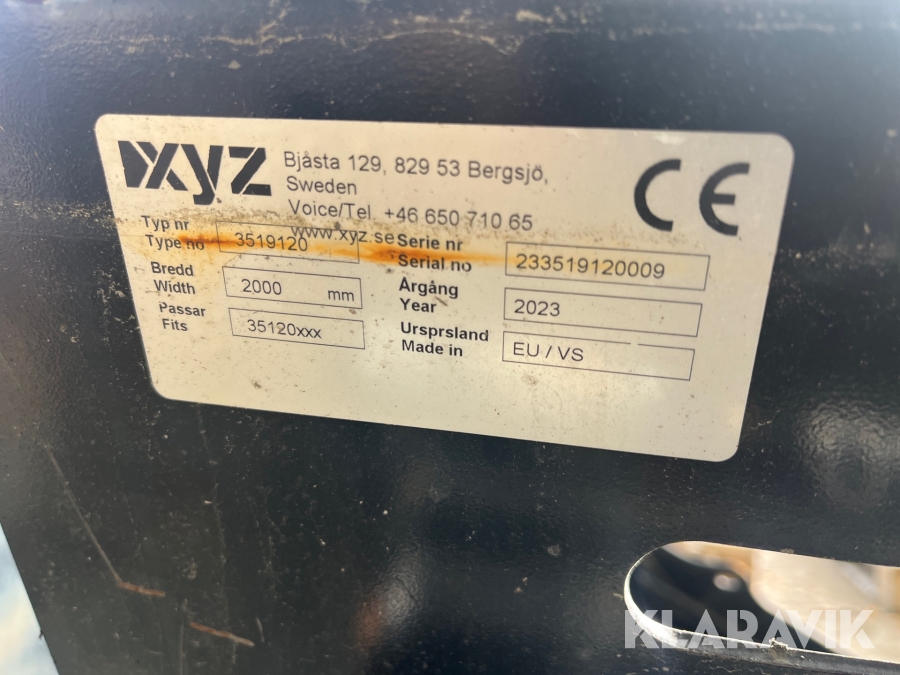 XYZ
Bjåsta 129, 829 53 Bergsjö,
Sweden
Voice/Tel. +46 650 710 65
www.xyz.se
CE
Typ nr
Type no 3519120
Bredd
Width 2000 mm
Passar
Fits 35120xxx
Serie nr
Serial no 233519120009
Årgång
Year 2023
Ursprsland
Made in EU / VS
KLARAVIK